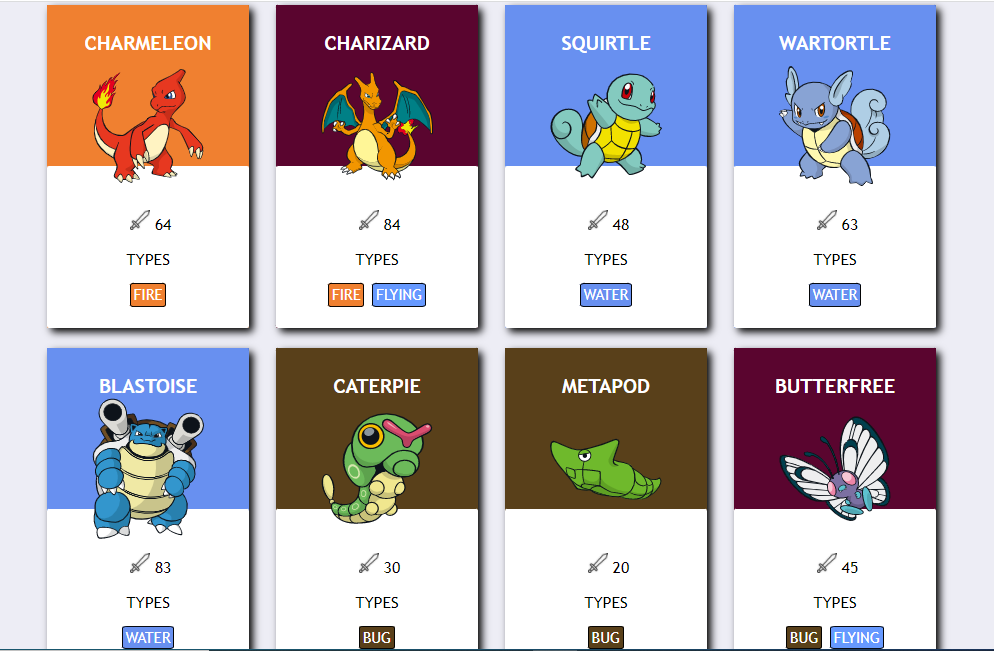 CHARMELEON
64
TYPES
FIRE
CHARIZARD
84
TYPES
FIRE FLYING
SQUIRTLE
48
TYPES
WATER
WARTORTLE
63
TYPES
WATER
BLASTOISE
83
TYPES
WATER
CATERPIE
30
TYPES
BUG
METAPOD
20
TYPES
BUG
BUTTERFREE
45
TYPES
BUG FLYING